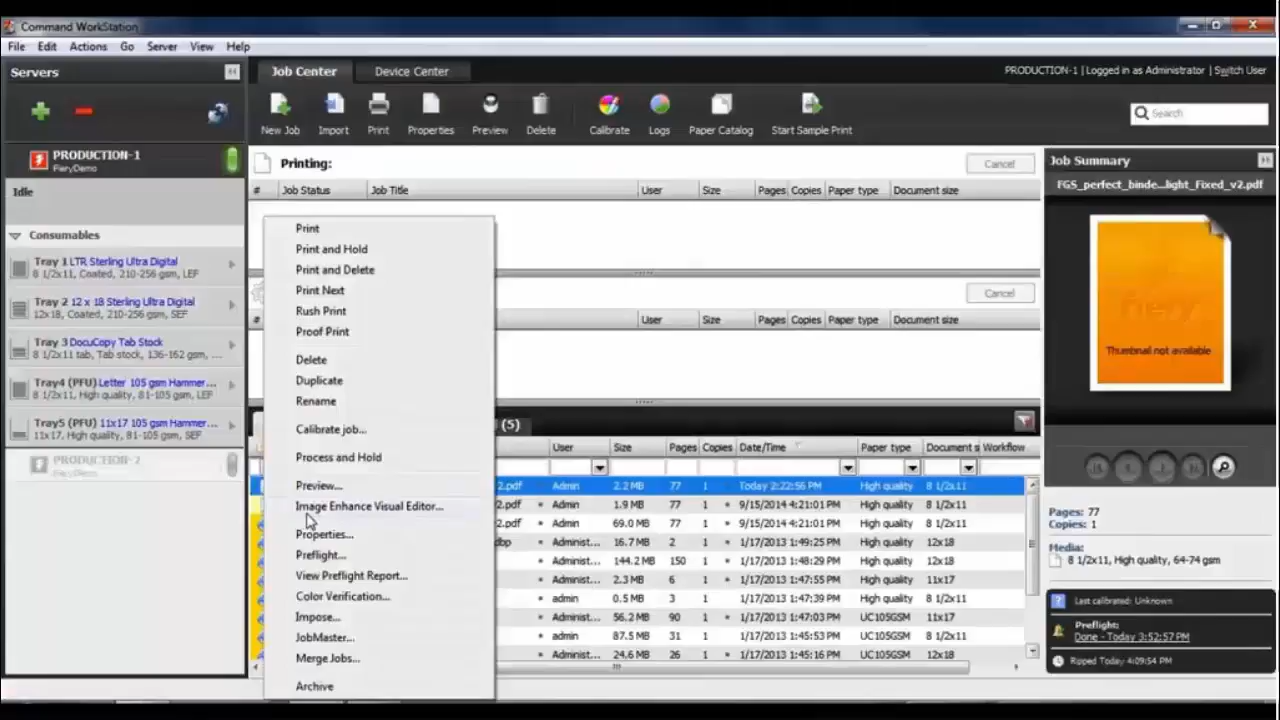 Command WorkStation
File Edit Actions Go Server View Help
Servers
Job Center Device Center
PRODUCTION-1 | Logged in as Administrator | Switch User
New Job Import Print Properties Preview Delete Calibrate Logs Paper Catalog Start Sample Print
Search
PRODUCTION-1
FieryDemo
Idle
Consumables
Tray 1 LTR Sterling Ultra Digital
8 1/2x11, Coated, 210-256 gsm, LEF
Tray 2 12 x 18 Sterling Ultra Digital
12x18, Coated, 210-256 gsm, SEF
Tray 3 DocuCopy Tab Stock
8 1/2x11 tab, Tab stock, 136-162 gsm, ...
Tray4 (PFU) Letter 105 gsm Hammer...
8 1/2x11, High quality, 81-105 gsm, LEF
Tray5 (PFU) 11x17 105 gsm Hammer...
11x17, High quality, 81-105 gsm, SEF
PRODUCTION-2
FieryDemo
Printing:
Cancel
# Job Status Job Title User Size Pages Copies Paper type Document size
Cancel
# User Size Pages Copies Paper type Document size
Print
Print and Hold
Print and Delete
Print Next
Rush Print
Proof Print
Delete
Duplicate
Rename
Calibrate job...
Process and Hold
Preview...
Image Enhance Visual Editor...
Properties...
Preflight...
View Preflight Report...
Color Verification...
Impose...
JobMaster...
Merge Jobs...
Archive
(5)
User Size Pages Copies Date/Time Paper type Document s Workflow
2.pdf Admin 2.2 MB 77 1 Today 2:22:56 PM High quality 8 1/2x11
2.pdf Admin 1.9 MB 77 1 9/15/2014 4:21:01 PM High quality 8 1/2x11
2.pdf Admin 69.0 MB 77 1 9/15/2014 4:21:01 PM High quality 8 1/2x11
dbp Administ... 16.7 MB 2 1 1/17/2013 1:49:25 PM High quality 12x18
Administ... 144.2 MB 150 1 1/17/2013 1:48:29 PM High quality 12x18
Administ... 2.3 MB 6 1 1/17/2013 1:47:55 PM High quality 11x17
admin 0.5 MB 3 1 1/17/2013 1:47:39 PM High quality 8 1/2x11
Administ... 56.2 MB 90 1 1/17/2013 1:47:03 PM UC105GSM 11x17
admin 87.5 MB 31 1 1/17/2013 1:45:53 PM High quality 8 1/2x11
Administ... 24.6 MB 26 1 1/17/2013 1:45:16 PM UC105GSM 12x18
Job Summary
FGS_perfect_binde...light_Fixed_v2.pdf
fiery
Thumbnail not available
Pages: 77
Copies: 1
Media:
8 1/2x11, High quality, 64-74 gsm
Last calibrated: Unknown
Preflight:
Done - Today 3:52:57 PM
Ripped Today 4:09:54 PM